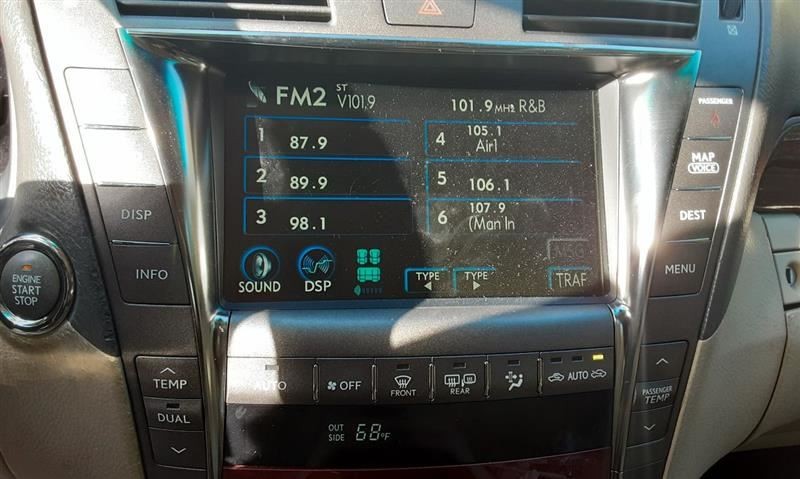 FM2 ST V101.9 101.9 MHz R&B
1 87.9
2 89.9
3 98.1
4 105.1
Air1
5 106.1
6 107.9
(Man In
SOUND
DSP
TYPE
TYPE
TRAF
DISP
INFO
ENGINE
START
STOP
PASSENGER
MAP
VOICE
DEST
MENU
TEMP
DUAL
AUTO
OFF
FRONT
REAR
AUTO
PASSENGER
TEMP
OUT
SIDE
68°F